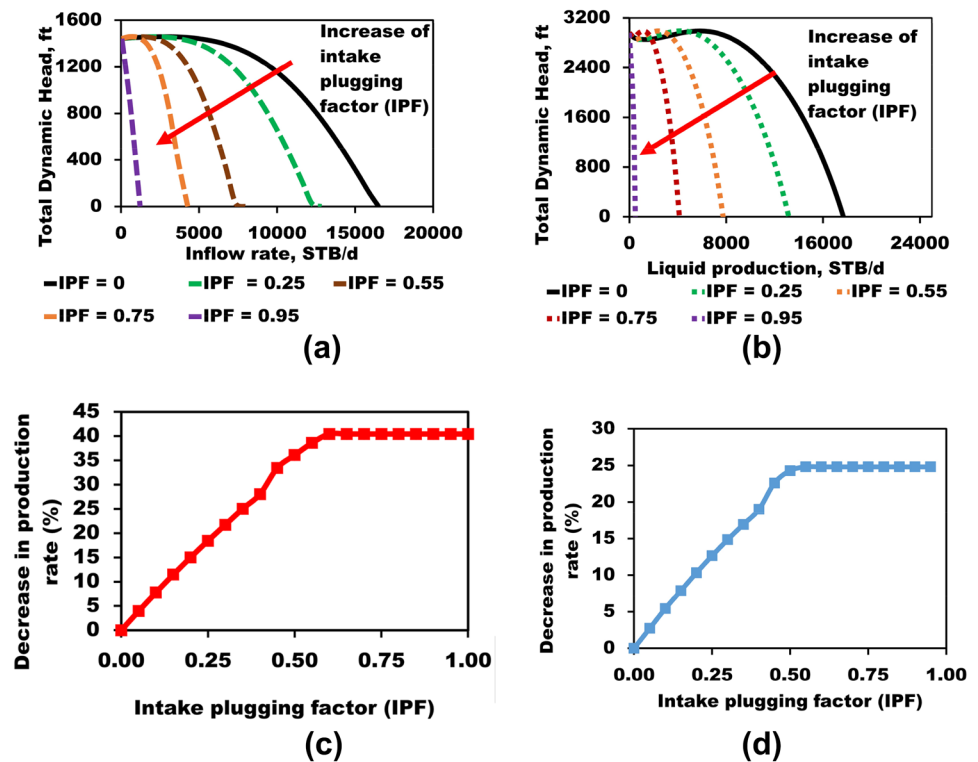 1600
1200
800
400
0
Total Dynamic Head, ft
Increase of
intake
plugging
factor (IPF)
0 5000 10000 15000 20000
Inflow rate, STB/d
IPF = 0 IPF = 0.25 IPF = 0.55
IPF = 0.75 IPF = 0.95
(a)
3200
2400
1600
800
0
Total Dynamic Head, ft
Increase of
intake
plugging
factor (IPF)
0 8000 16000 24000
Liquid production, STB/d
IPF = 0 IPF = 0.25 IPF = 0.55
IPF = 0.75 IPF = 0.95
(b)
45
40
35
30
25
20
15
10
5
0
Decrease in production
rate (%)
0.00 0.25 0.50 0.75 1.00
Intake plugging factor (IPF)
(c)
30
25
20
15
10
5
0
Decrease in production
rate (%)
0.00 0.25 0.50 0.75 1.00
Intake plugging factor (IPF)
(d)